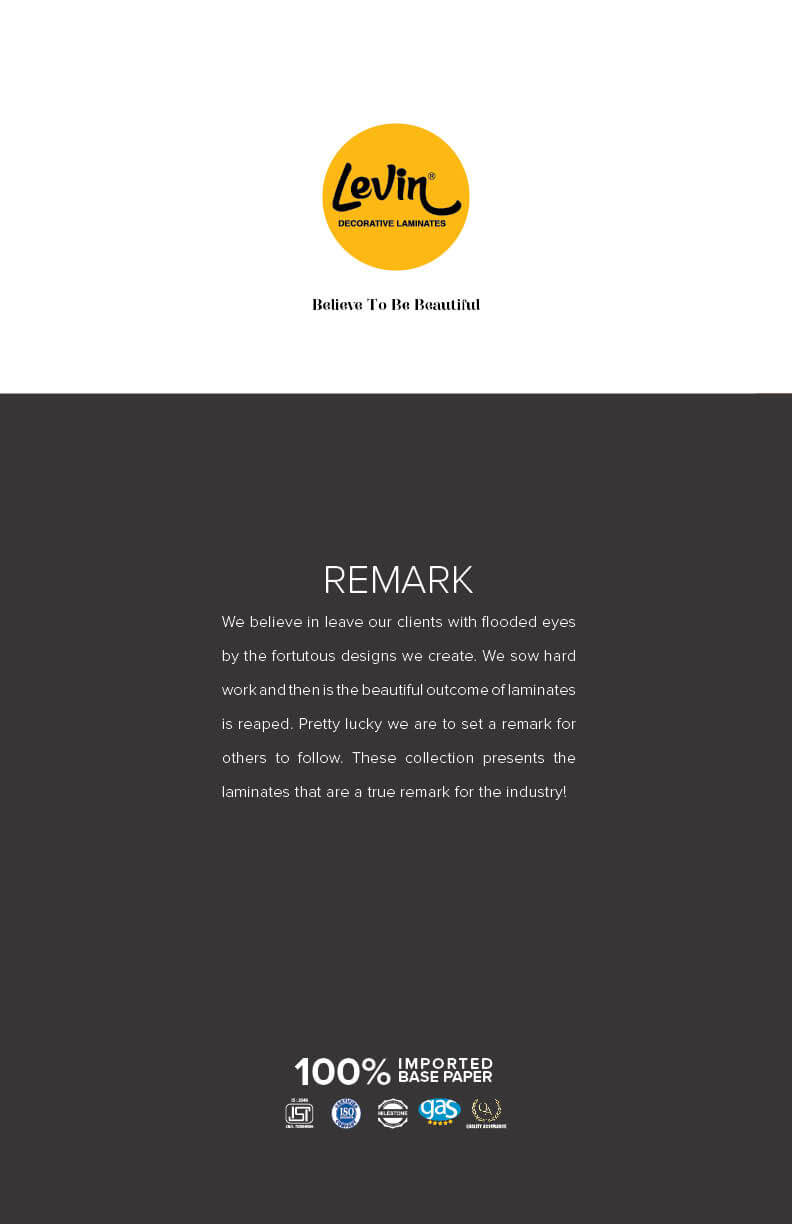 Levin®
DECORATIVE LAMINATES
Believe To Be Beautiful
REMARK
We believe in leave our clients with flooded eyes
by the fortutous designs we create. We sow hard
work and then is the beautiful outcome of laminates
is reaped. Pretty lucky we are to set a remark for
others to follow. These collection presents the
laminates that are a true remark for the industry!
100% IMPORTED
BASE PAPER
ISO
MILESTONE
gas
QA
QUALITY ASSURANCE